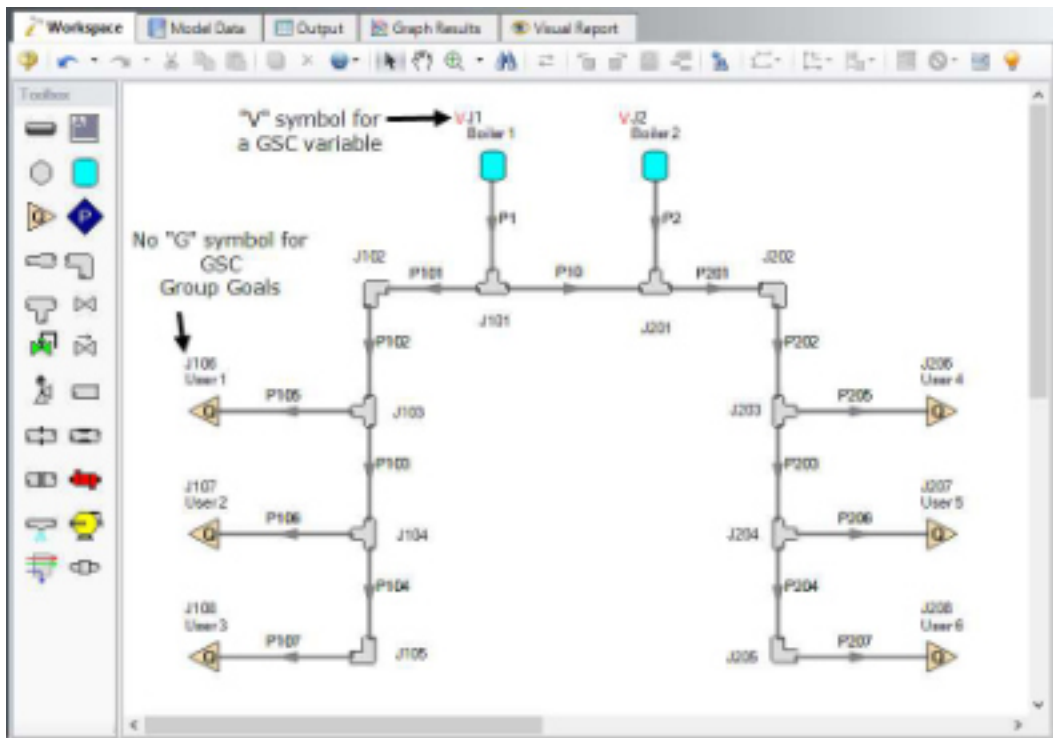 Workspace
Model Data
Output
Graph Results
Visual Report
Toolbox
"V" symbol for
a GSC variable
V J1
Boiler 1
V J2
Boiler 2
P1
P2
No "G" symbol for
GSC
Group Goals
J102
P101
P10
P201
J202
J101
J201
P102
P202
J106
User 1
P105
J103
J203
P205
J206
User 4
Q
Q
P103
P203
J107
User 2
P106
J104
J204
P206
J207
User 5
Q
Q
P104
P204
J108
User 3
P107
J105
J205
P207
J208
User 6
Q
Q
Q
P